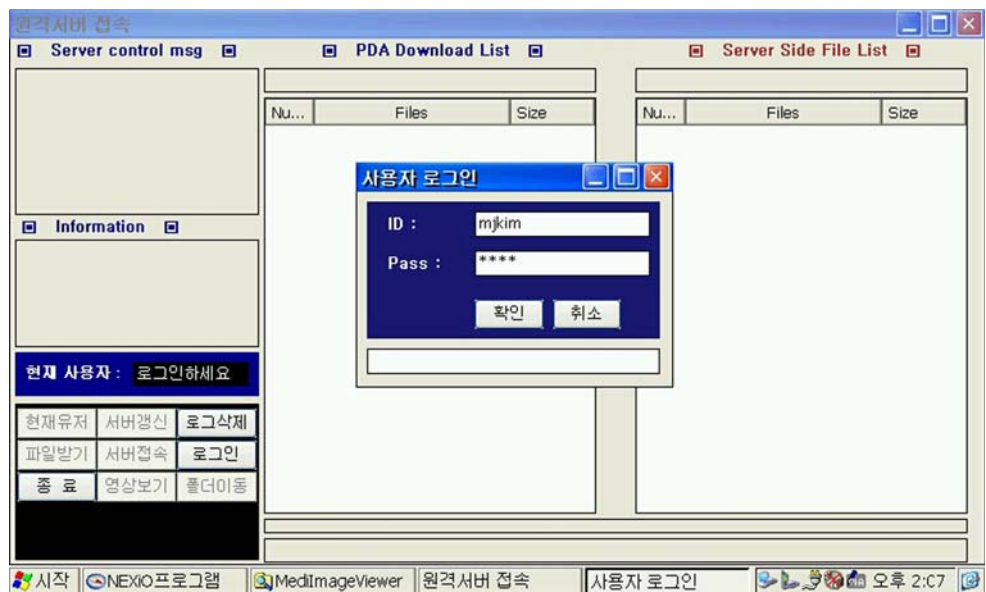 원격서버 접속
Server control msg
PDA Download List
Server Side File List
Nu... Files Size
Nu... Files Size
사용자 로그인
ID : mjkim
Pass : ****
확인 취소
Information
현재 사용자 : 로그인하세요
현재유저 서버갱신 로그삭제
파일받기 서버접속 로그인
종 료 영상보기 폴더이동
시작 NEXiO프로그램 MediImageViewer 원격서버 접속 사용자 로그인 오후 2:C7